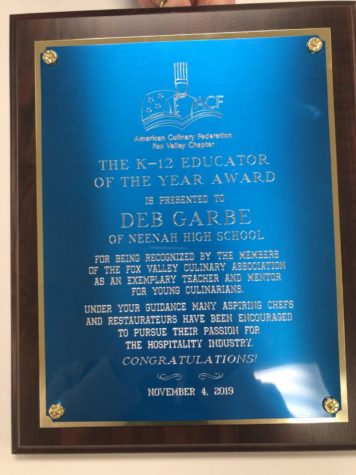 ACF
American Culinary Federation
Fox Valley Chapter
THE K-12 EDUCATOR
OF THE YEAR AWARD
IS PRESENTED TO
DEB GARBE
OF NEENAH HIGH SCHOOL
FOR BEING RECOGNIZED BY THE MEMBERS
OF THE FOX VALLEY CULINARY ASSOCIATION
AS AN EXEMPLARY TEACHER AND MENTOR
FOR YOUNG CULINARIANS.
UNDER YOUR GUIDANCE MANY ASPIRING CHEFS
AND RESTAURATEURS HAVE BEEN ENCOURAGED
TO PURSUE THEIR PASSION FOR
THE HOSPITALITY INDUSTRY.
CONGRATULATIONS!
NOVEMBER 4, 2019